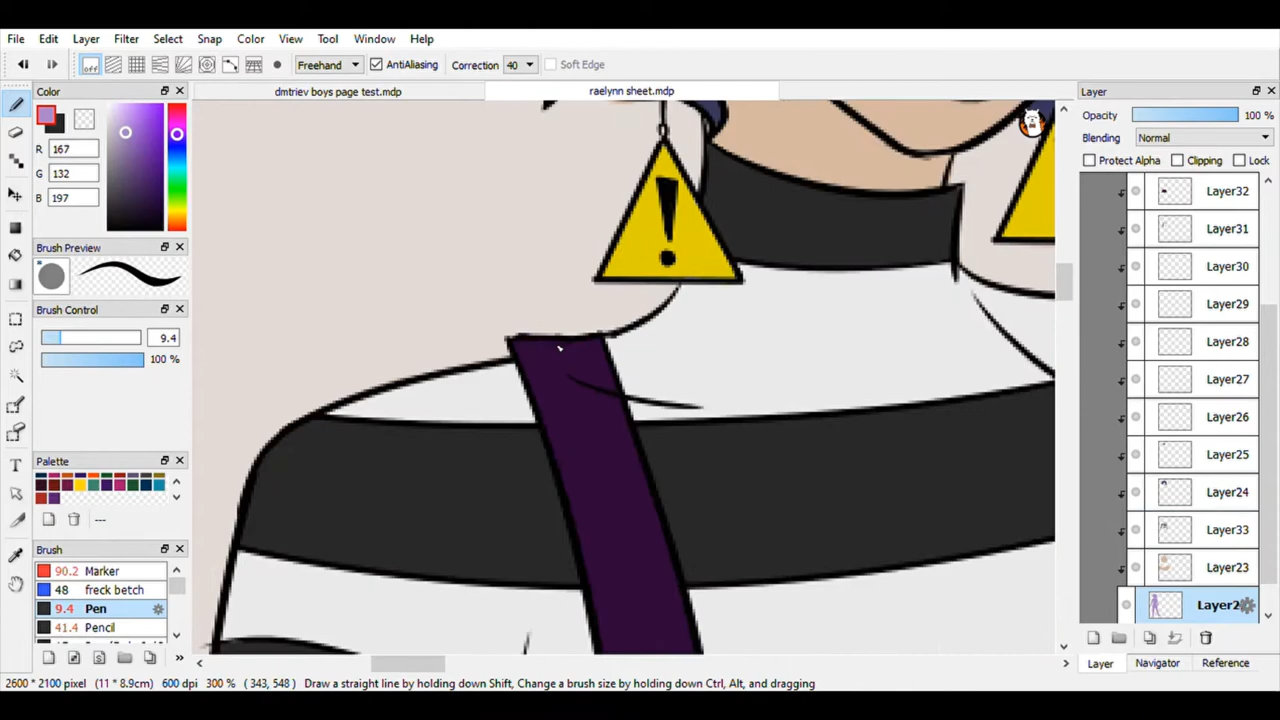 File Edit Layer Filter Select Snap Color View Tool Window Help
off Freehand AntiAliasing Correction 40 Soft Edge
Color
dmtriev boys page test.mdp raelynn sheet.mdp
Layer
R 167
G 132
B 197
Opacity 100 %
Blending Normal
Protect Alpha Clipping Lock
Brush Preview
Brush Control
9.4
100 %
!
Palette
---
Brush
90.2 Marker
48 freck betch
9.4 Pen
41.4 Pencil
Layer32
Layer31
Layer30
Layer29
Layer28
Layer27
Layer26
Layer25
Layer24
Layer33
Layer23
Layer2
Layer Navigator Reference
2600 * 2100 pixel (11 * 8.9cm) 600 dpi 300 % ( 343, 548 ) Draw a straight line by holding down Shift, Change a brush size by holding down Ctrl, Alt, and dragging